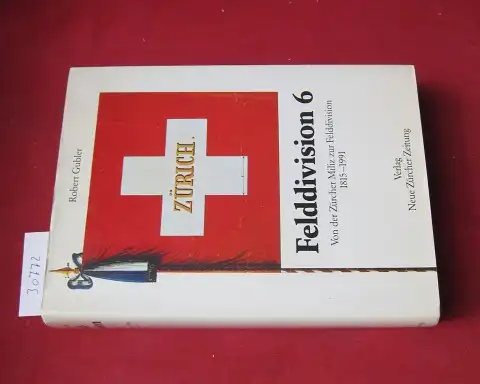 Robert Gubler
ZÜRICH.
Felddivision 6
Von der Zürcher Miliz zur Felddivision
1815–1991
Verlag
Neue Zürcher Zeitung
30772